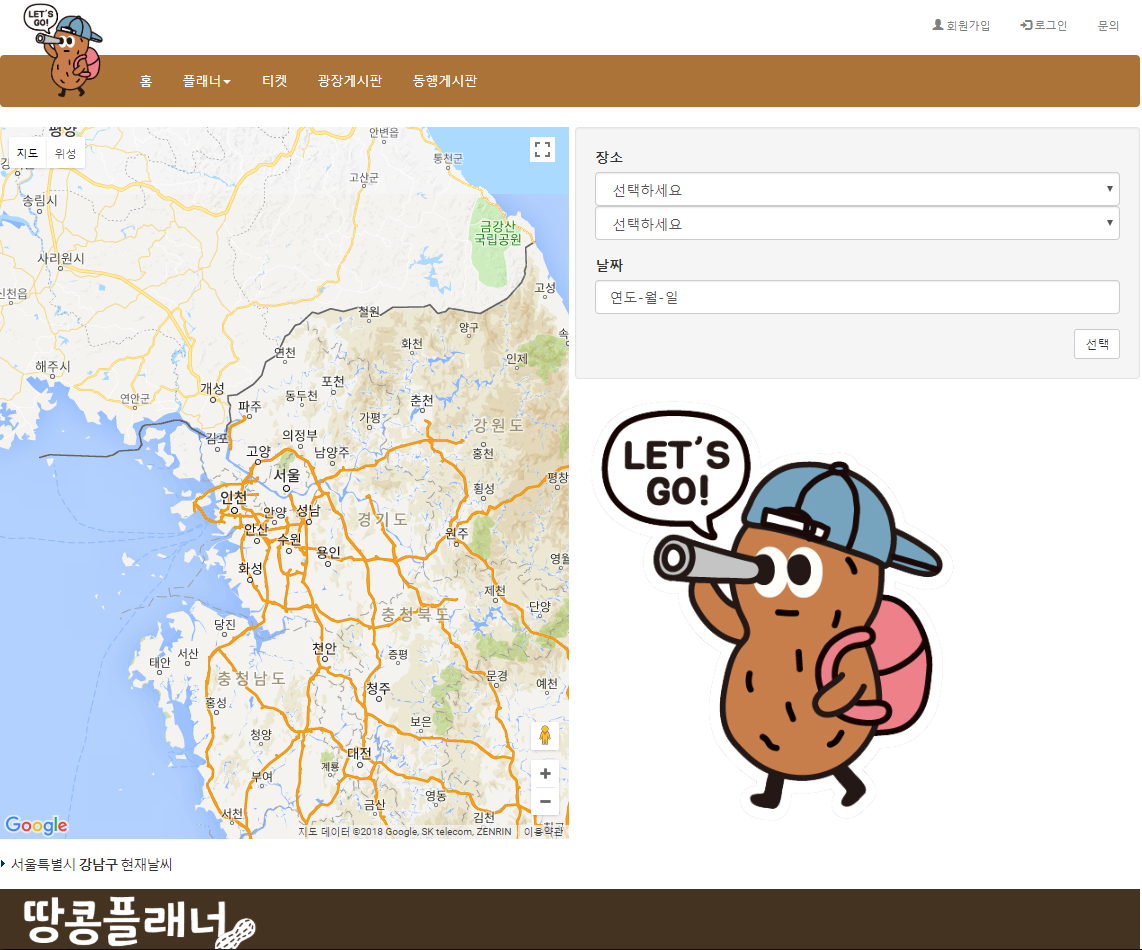 LET'S
GO!
회원가입 로그인 문의
홈 플래너 티켓 광장게시판 동행게시판
평양
안변읍
지도 위성
통천군
고산군
송림시
금강산
국립공원
사리원시
신천읍
고성
철원
양구
화천
연천
인제
해주시
포천
개성
동두천
연안군
파주
춘천
가평
강원도
김포
의정부
고양
남양주
홍천
서울
평창
인천
횡성
안양
성남
경기도
안산
수원
원주
용인
화성
영월
제천
단양
충청북도
당진
천안
서산
증평
태안
충청남도
문경
예천
청주
홍성
보은
청양
대전
계룡
부여
영동
금산
서천
김천
Google
지도 데이터 ©2018 Google, SK telecom, ZENRIN 이용약관
장소
선택하세요
선택하세요
날짜
연도-월-일
선택
LET'S
GO!
서울특별시 강남구 현재날씨
땅콩플래너